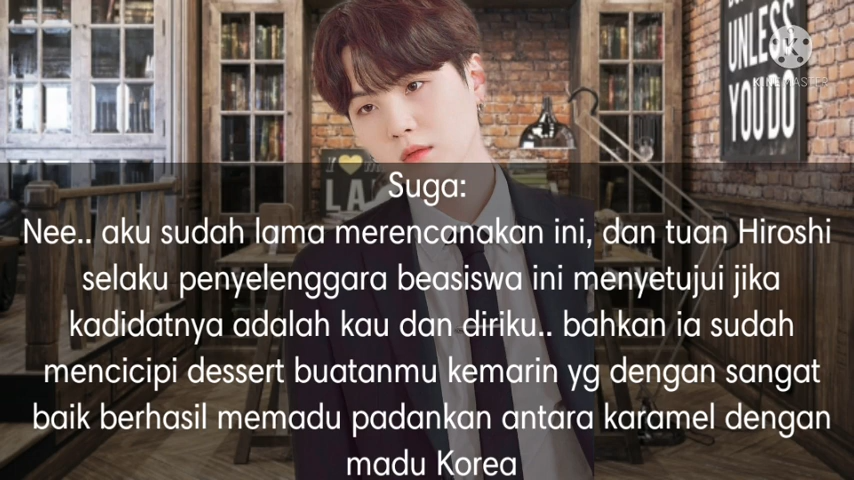 UNLESS
YOU DO
KINEMASTER
I
LA
Suga:
Nee.. aku sudah lama merencanakan ini, dan tuan Hiroshi
selaku penyelenggara beasiswa ini menyetujui jika
kadidatnya adalah kau dan diriku.. bahkan ia sudah
mencicipi dessert buatanmu kemarin yg dengan sangat
baik berhasil memadu padankan antara karamel dengan
madu Korea